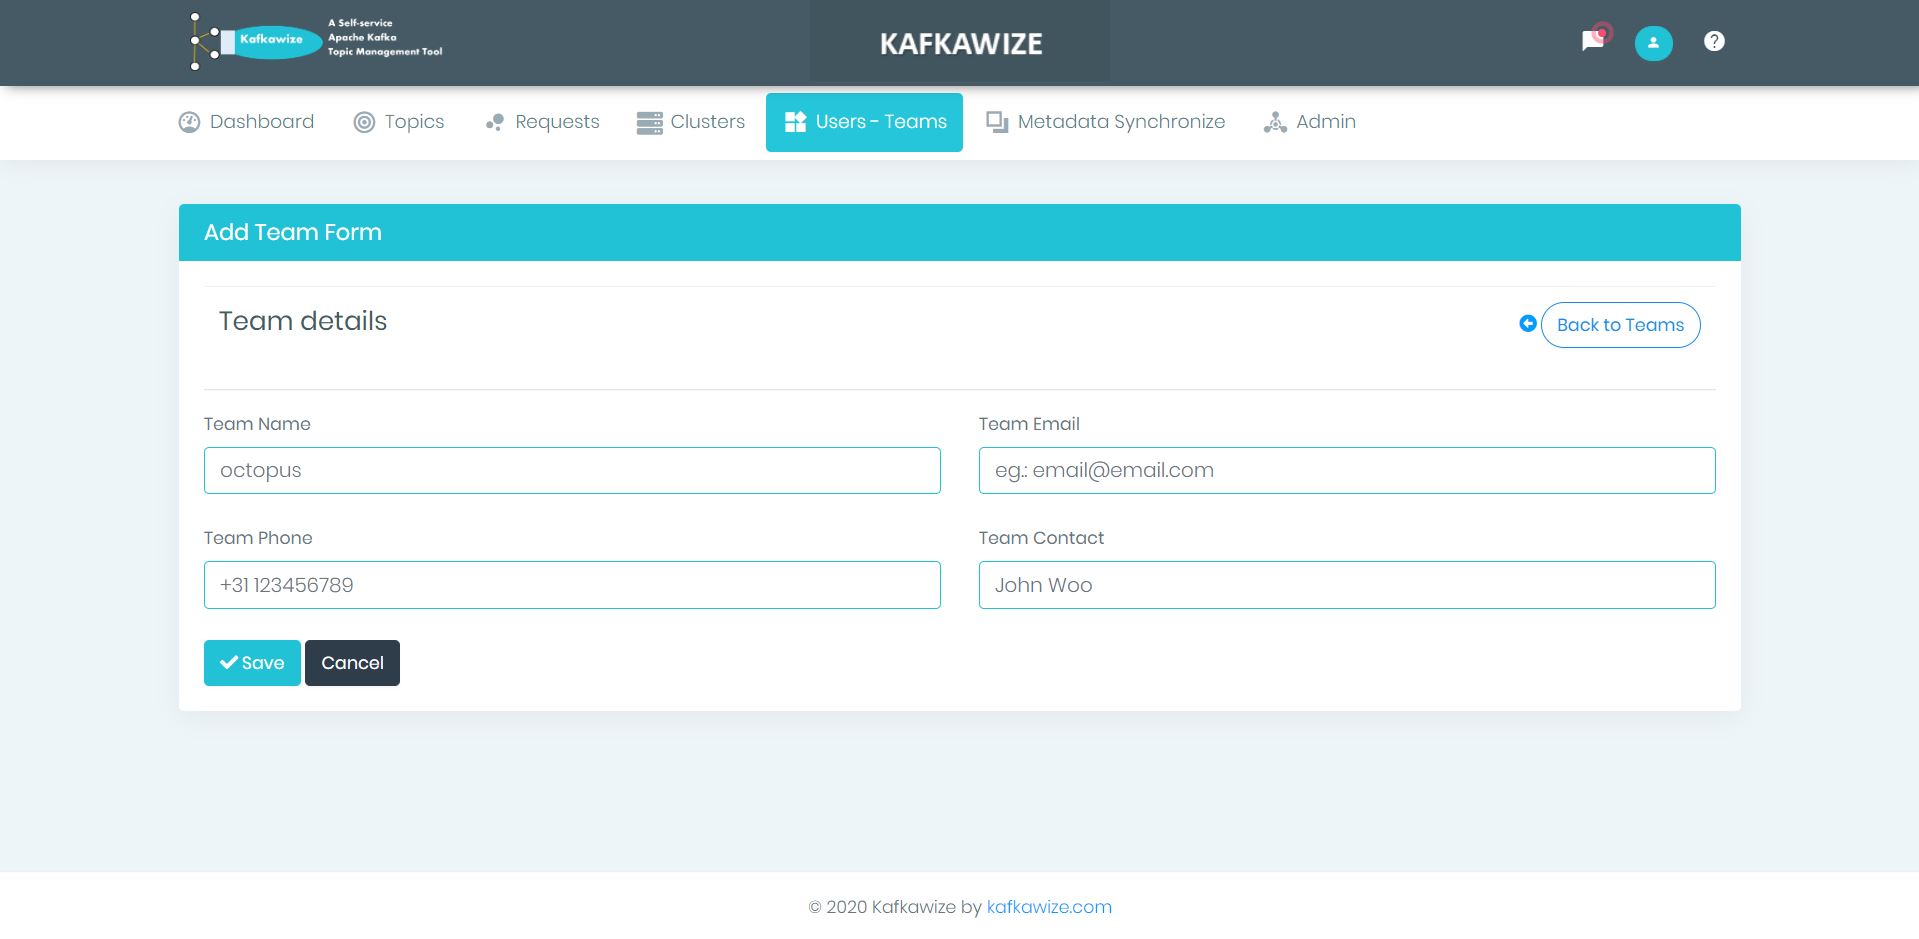 Kafkawize
A Self-service
Apache Kafka
Topic Management Tool
KAFKAWIZE
Dashboard
Topics
Requests
Clusters
Users - Teams
Metadata Synchronize
Admin
Add Team Form
Team details
Back to Teams
Team Name
Team Email
octopus
eg.: email@email.com
Team Phone
Team Contact
+31 123456789
John Woo
Save
Cancel
© 2020 Kafkawize by kafkawize.com